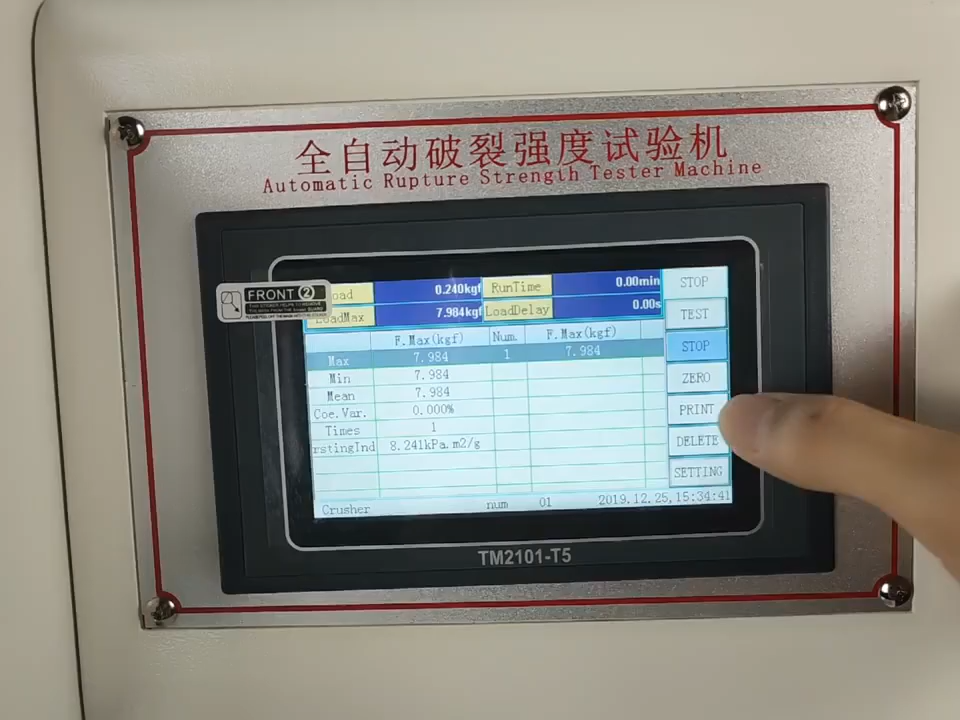 全自动破裂强度试验机
Automatic Rupture Strength Tester Machine
FRONT 2
oad 0.240kgf RunTime 0.00min STOP
LoadMax 7.984kgf LoadDelay 0.00s TEST
F.Max(kgf) Num. F.Max(kgf)
Max 7.984 1 7.984 STOP
Min 7.984
Mean 7.984 ZERO
Coe.Var. 0.000% PRINT
Times 1
rstingInd 8.241kPa.m2/g DELETE
SETTING
Crusher num 01 2019.12.25,15:34:41
TM2101-T5